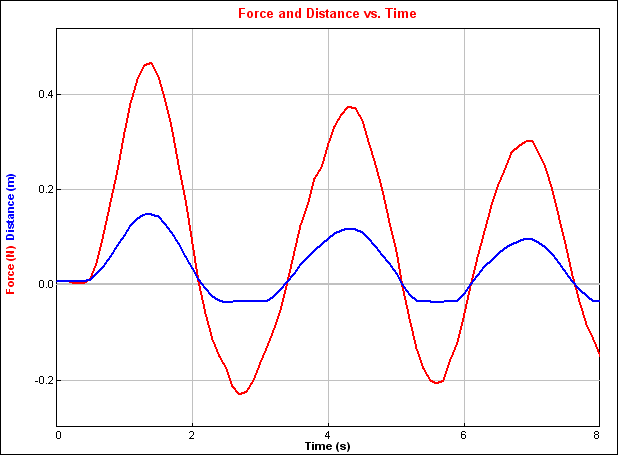 Force and Distance vs. Time
Force (N) Distance (m)
0.4
0.2
0.0
-0.2
0 2 4 6 8
Time (s)